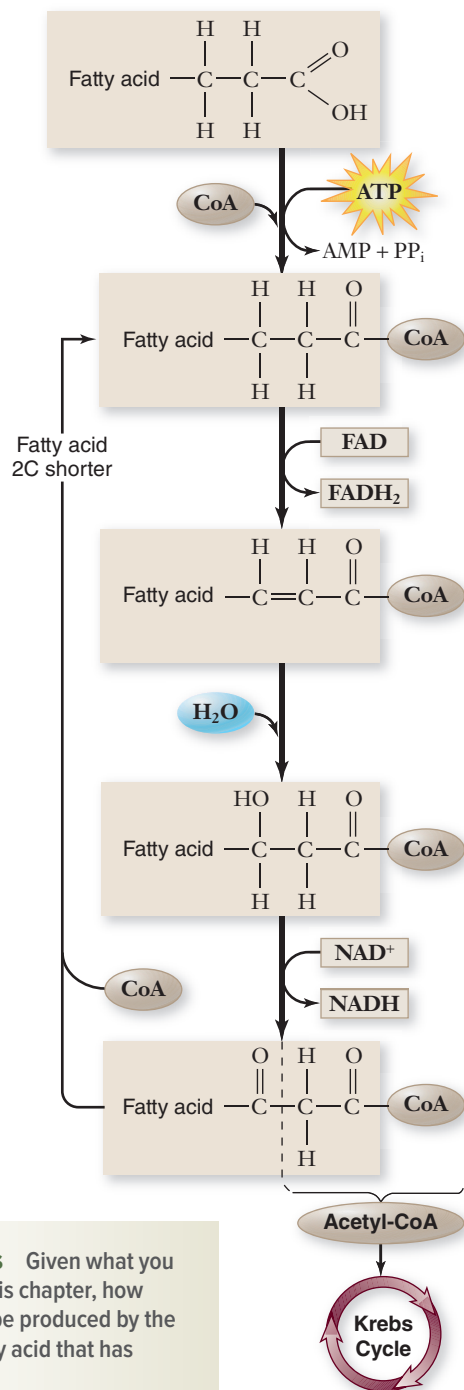 H H
O
Fatty acid —C—C—C
OH
H H
ATP
CoA
AMP + PPi
H H O
Fatty acid —C—C—C— CoA
H H
FAD
Fatty acid
2C shorter
FADH₂
H H O
Fatty acid —C=C—C— CoA
H₂O
HO H O
Fatty acid —C—C—C— CoA
H H
NAD⁺
CoA
NADH
O H O
Fatty acid —C—C—C— CoA
H
Acetyl-CoA
Krebs
Cycle
Given what you
is chapter, how
be produced by the
y acid that has